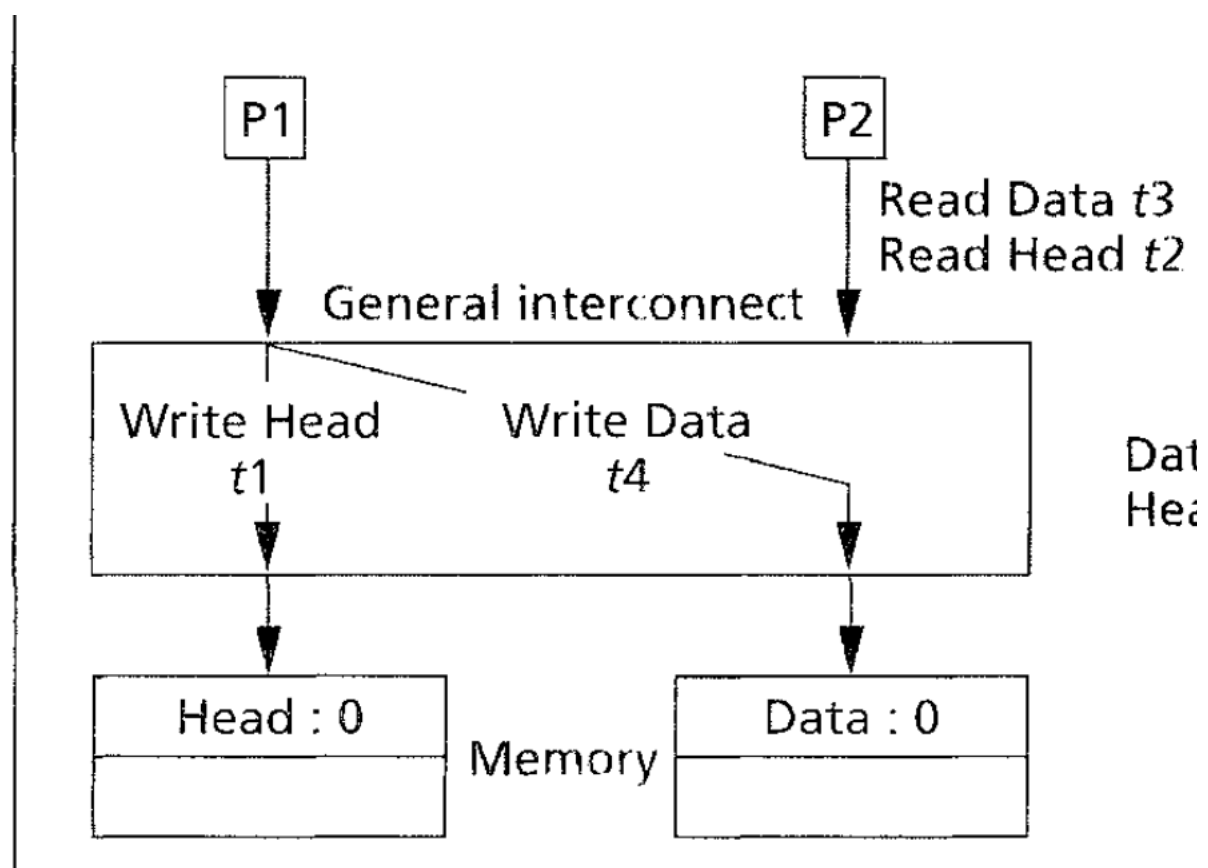 P1
P2
Read Data t3
Read Head t2
General interconnect
Write Head
t1
Write Data
t4
Head : 0
Data : 0
Memory